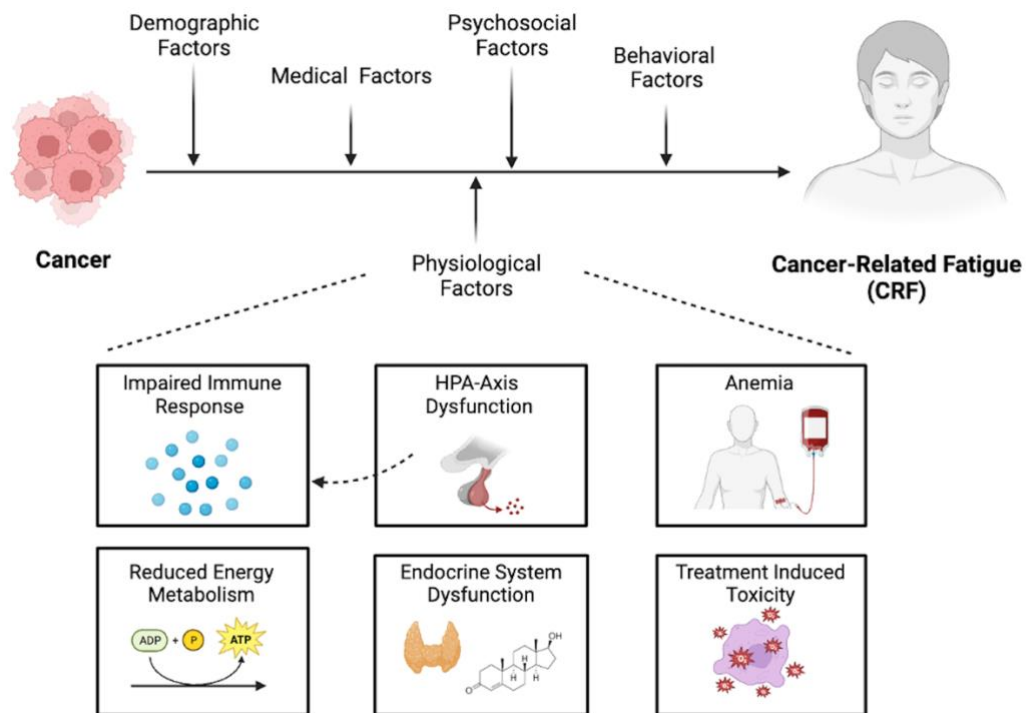 Demographic
Factors
Medical Factors
Psychosocial
Factors
Behavioral
Factors
Cancer
Physiological
Factors
Cancer-Related Fatigue
(CRF)
Impaired Immune
Response
HPA-Axis
Dysfunction
Anemia
Reduced Energy
Metabolism
ADP + P ATP
Endocrine System
Dysfunction
OH
H
H H
O
Treatment Induced
Toxicity